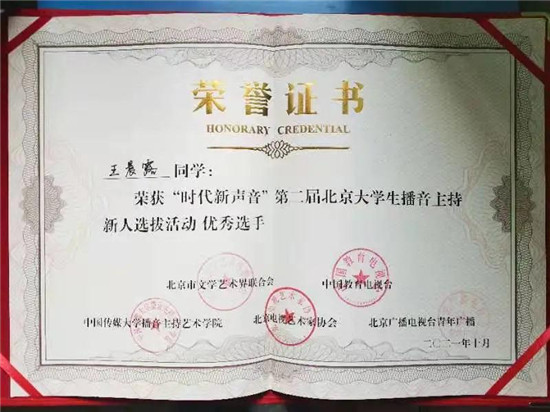 荣誉证书
HONORARY CREDENTIAL
王晨露 同学：
荣获“时代新声音”第二届北京大学生播音主持
新人选拔活动 优秀选手
北京市文学艺术界联合会 中国教育电视台
中国传媒大学播音主持艺术学院 北京电视艺术家协会 北京广播电视台青年广播
二〇二一年十月